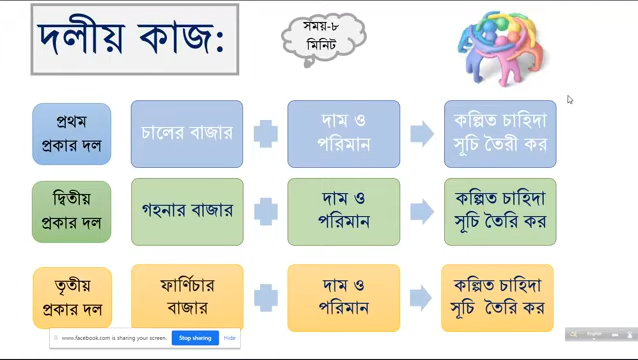 দলীয় কাজ:
সময়-৮
মিনিট
প্রথম
প্রকার দল
চালের বাজার
দাম ও
পরিমান
কল্পিত চাহিদা
সূচি তৈরী কর
দ্বিতীয়
প্রকার দল
গহনার বাজার
দাম ও
পরিমান
কল্পিত চাহিদা
সূচি তৈরি কর
তৃতীয়
প্রকার দল
ফার্ণিচার
বাজার
দাম ও
পরিমান
কল্পিত চাহিদা
সূচি তৈরি কর
www.facebook.com is sharing your screen.
Stop sharing
Hide